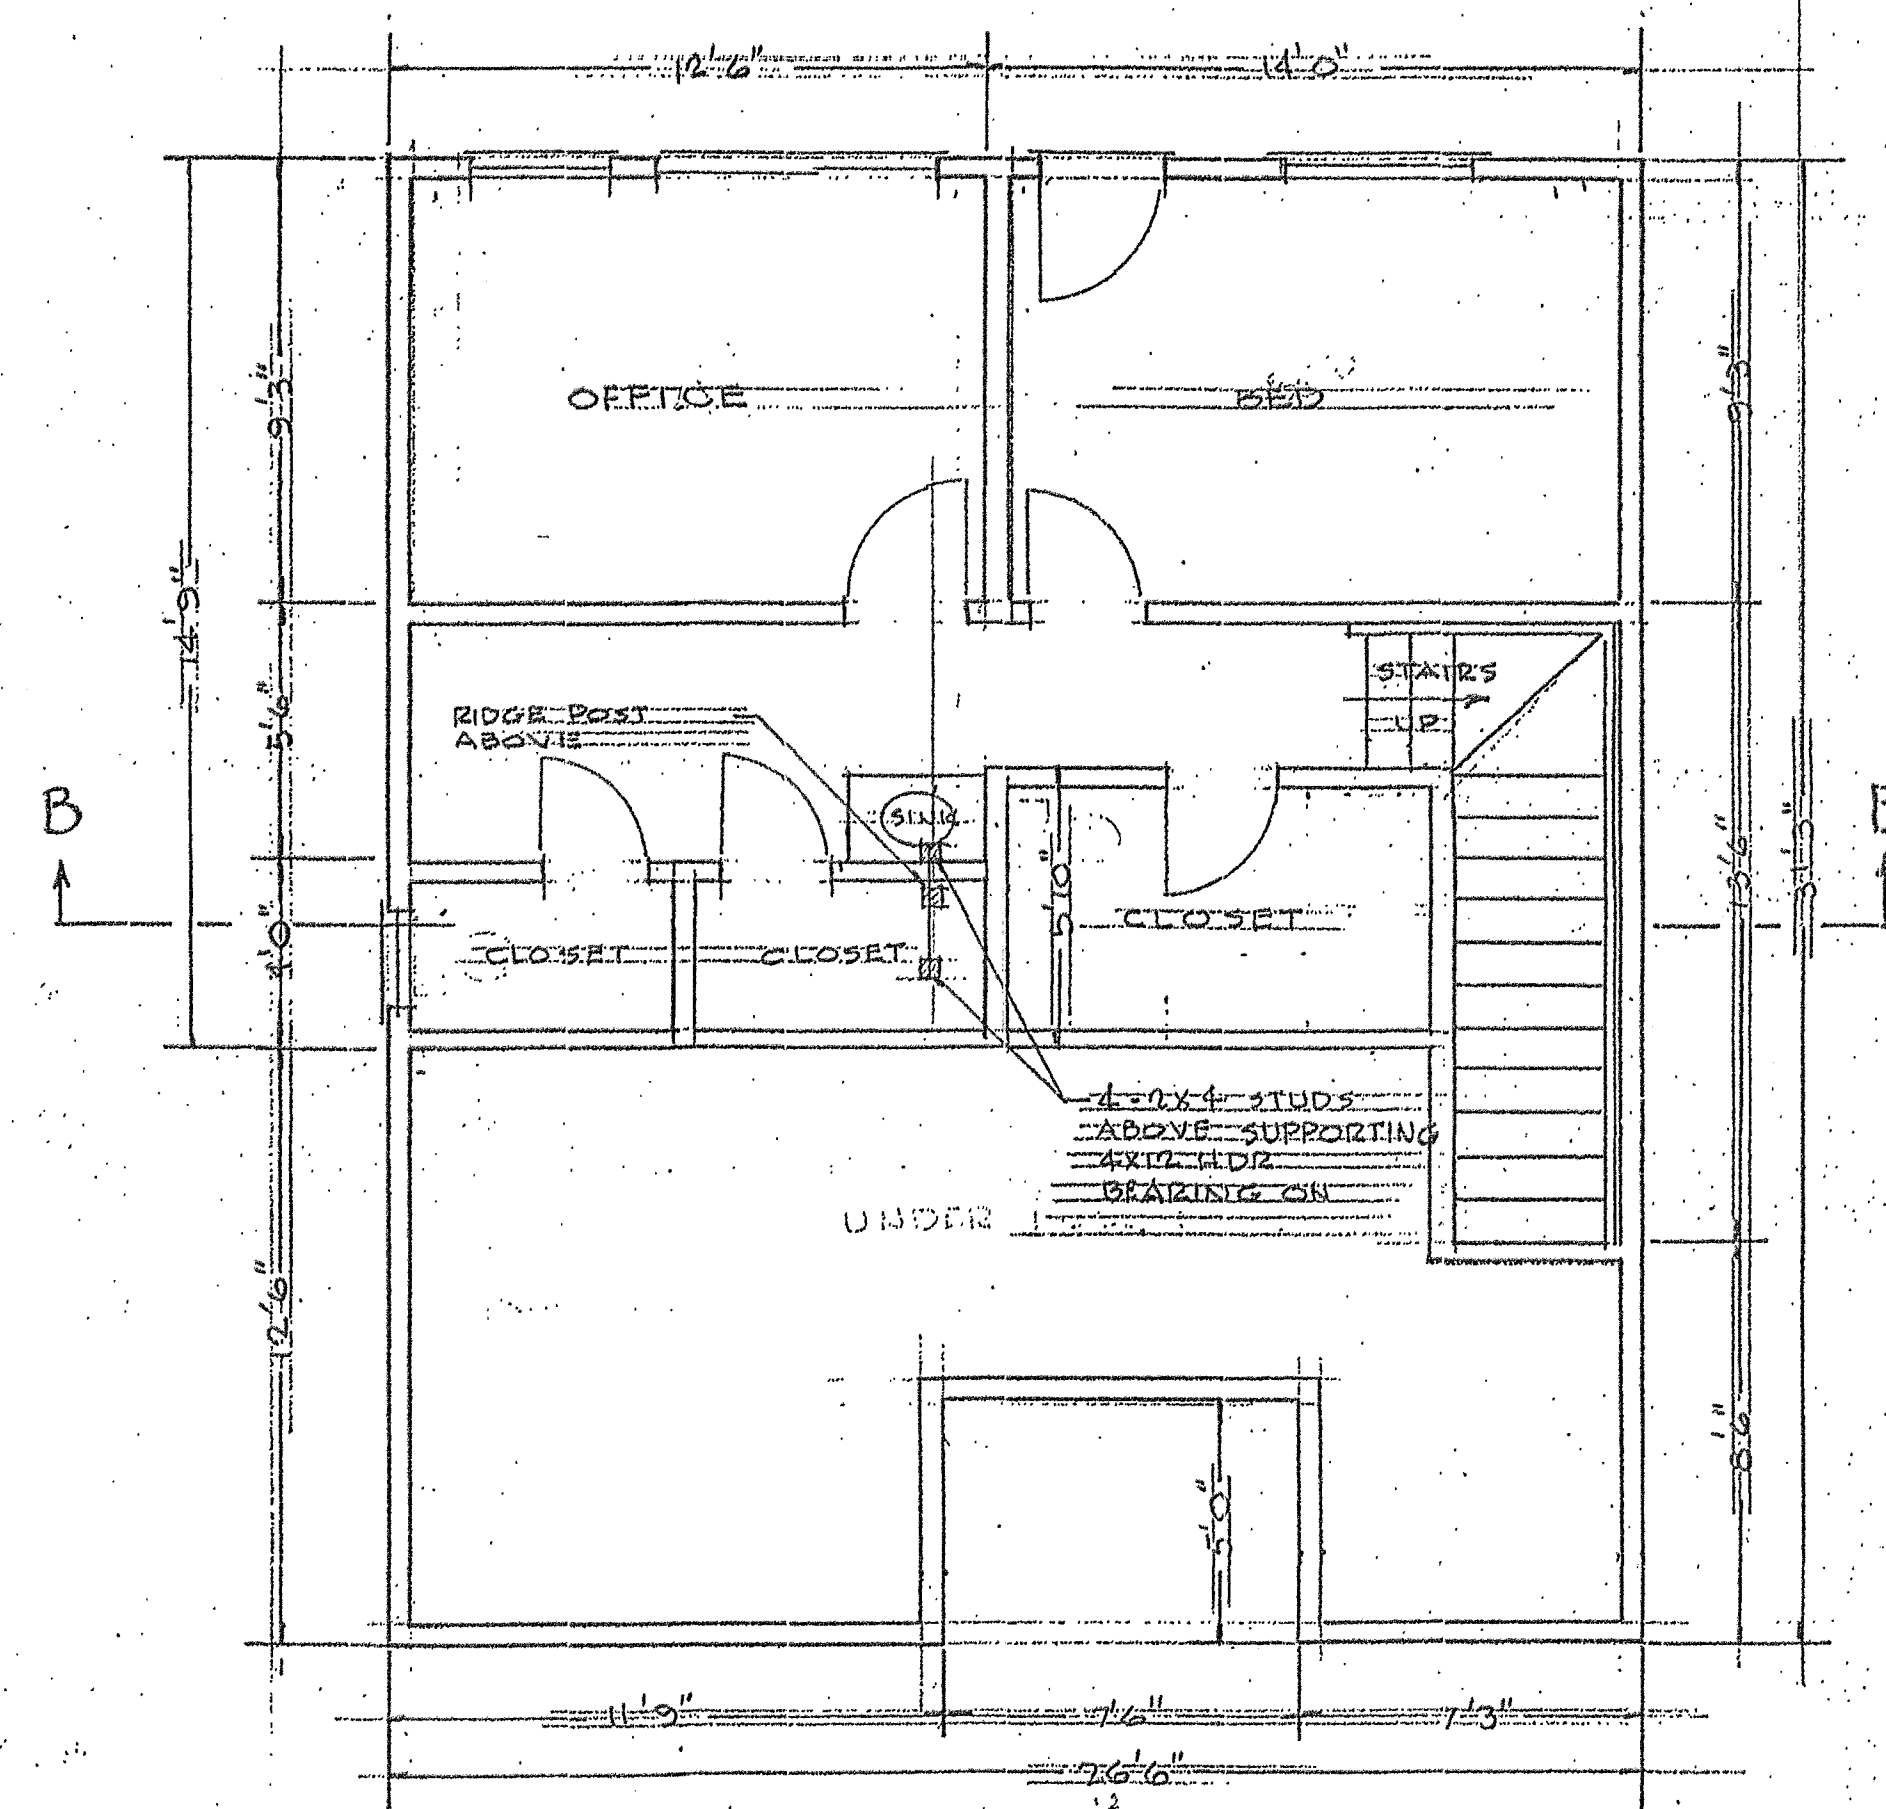 12'6"
14'0"
9'3"
OFFICE
BED
9'3"
14'9"
5'6"
STAIRS
UP
RIDGE POST
ABOVE
B
SINK
4'0"
5'10"
CLOSET
13'6"
31'3"
CLOSET
CLOSET
4-2X4 STUDS
ABOVE SUPPORTING
4X12 HDR
BEARING ON
UNDER
12'6"
8'6"
5'0"
11'9"
7'6"
7'3"
26'6"